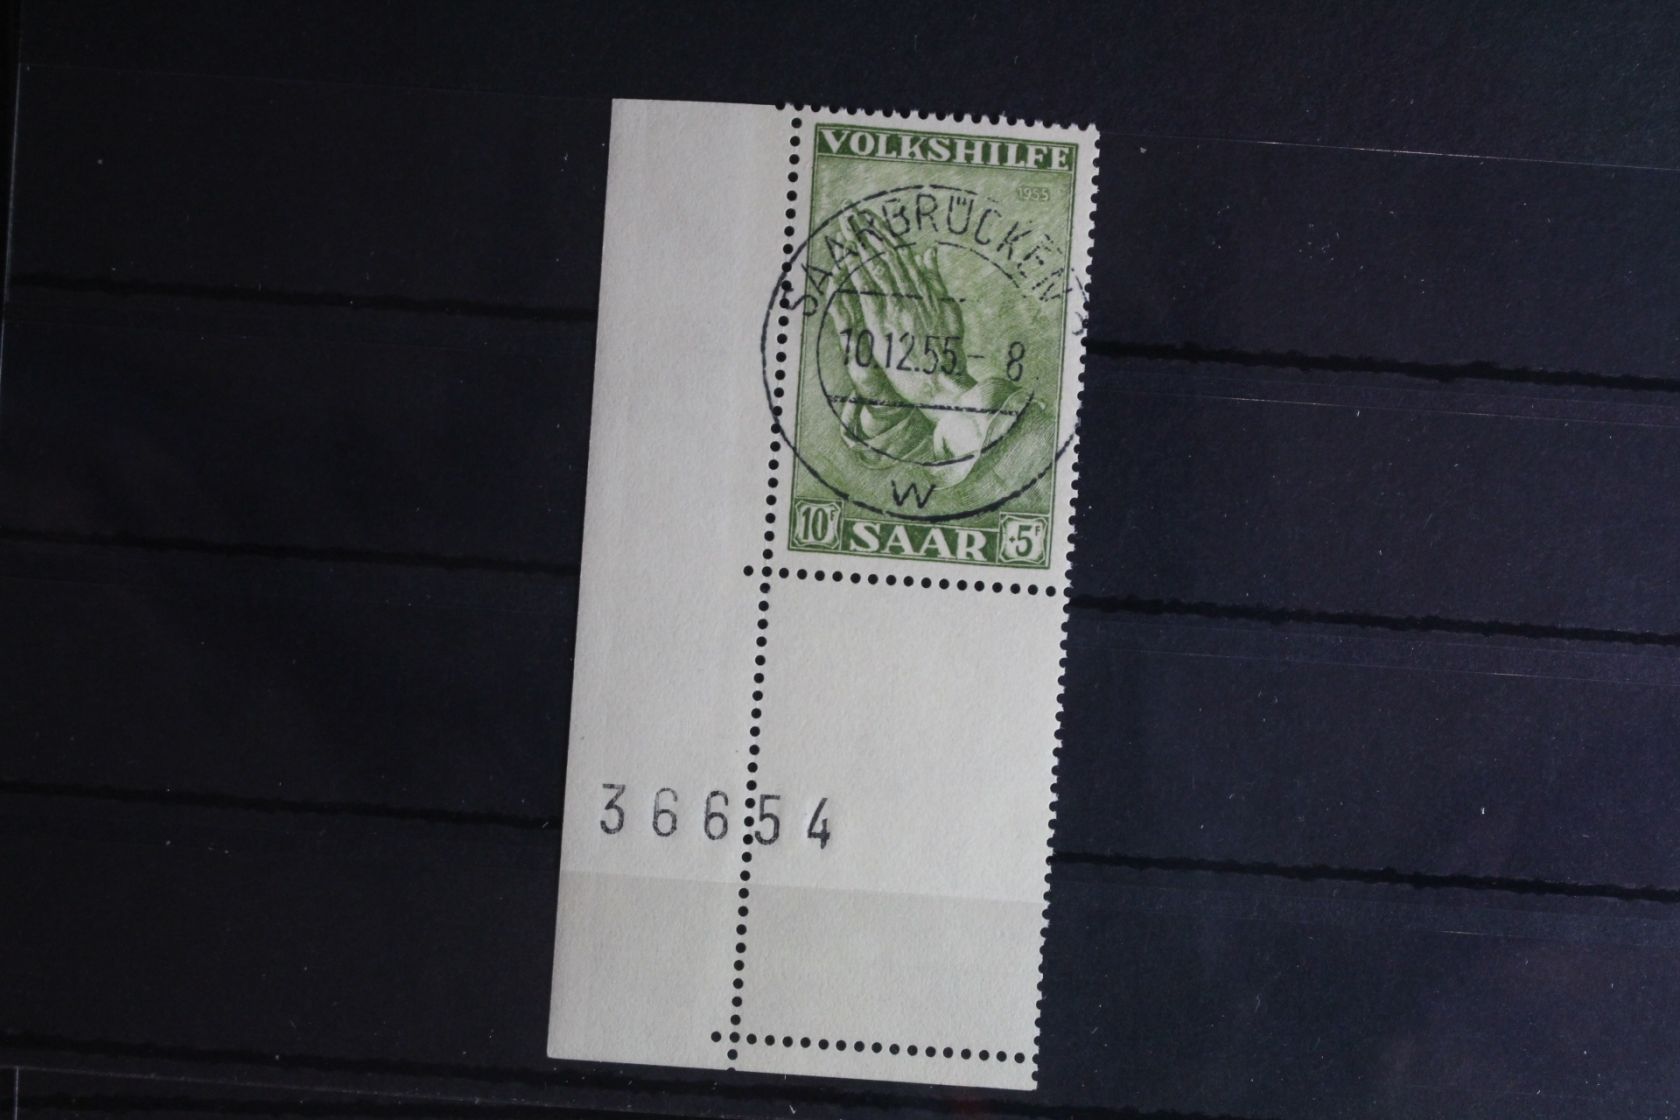 VOLKSHILFE
1955
SAARBRÜCKEN
10.12.55.- 8
W
10F SAAR +5F
36654